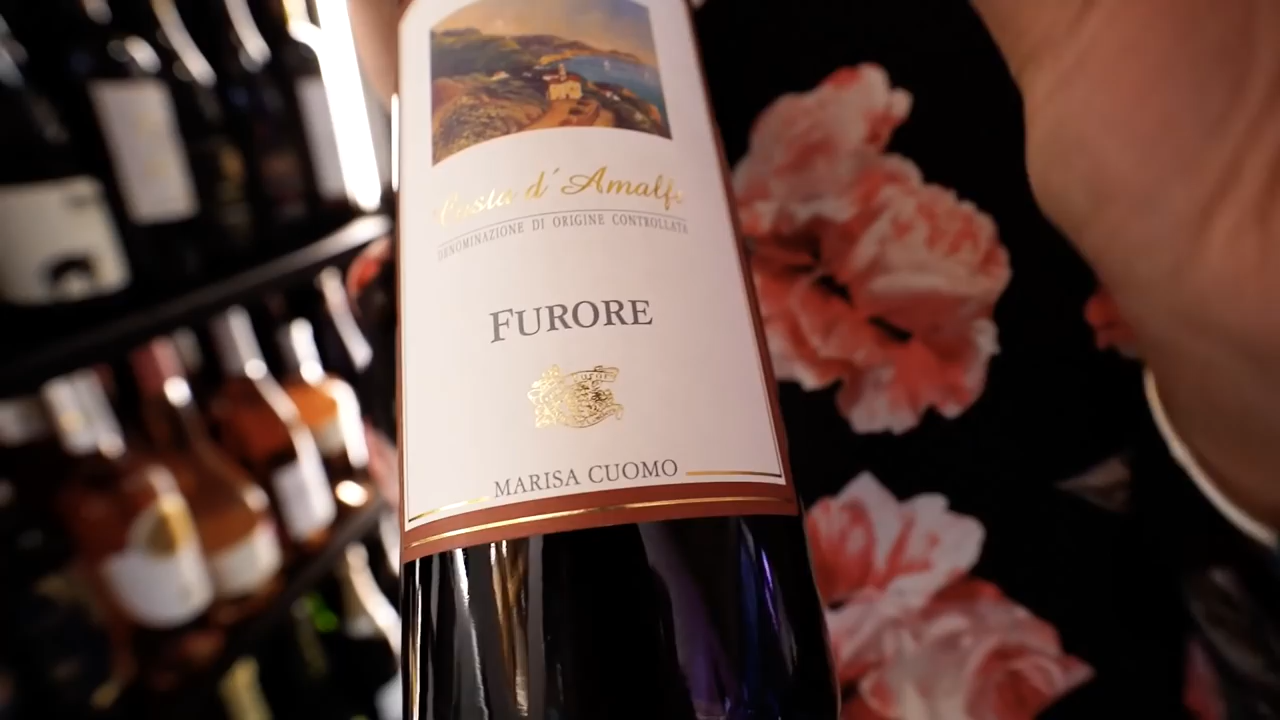 Costa d'Amalfi
DENOMINAZIONE DI ORIGINE CONTROLLATA
FURORE
MARISA CUOMO